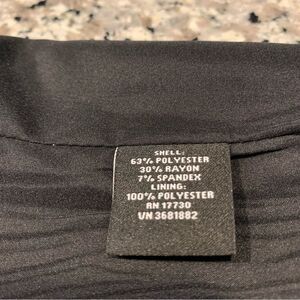 SHELL:
63% POLYESTER
30% RAYON
7% SPANDEX
LINING:
100% POLYESTER
RN 17730
VN 3681882